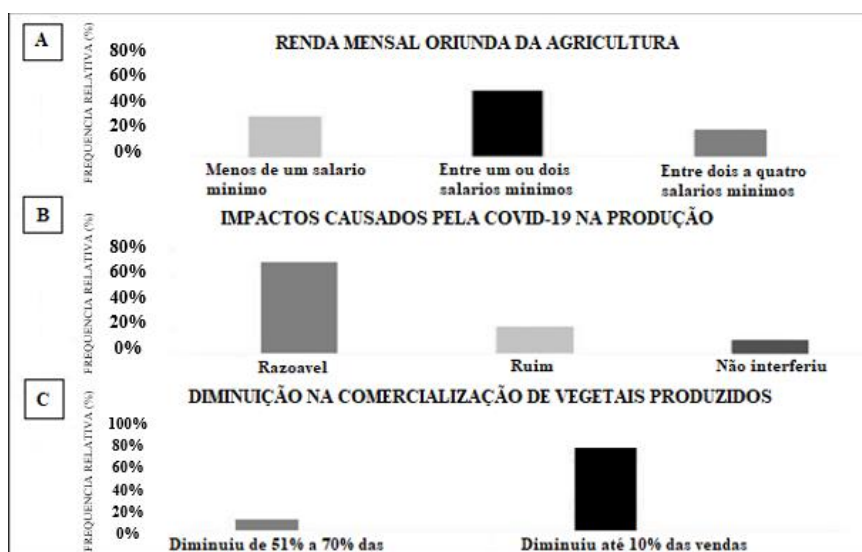 A
RENDA MENSAL ORIUNDA DA AGRICULTURA
FREQUENCIA RELATIVA (%)
80%
60%
40%
20%
0%
Menos de um salario
minimo
Entre um ou dois
salarios minimos
Entre dois a quatro
salarios minimos
B
IMPACTOS CAUSADOS PELA COVID-19 NA PRODUÇÃO
FREQUENCIA RELATIVA (%)
80%
60%
40%
20%
0%
Razoavel
Ruim
Não interferiu
C
DIMINUIÇÃO NA COMERCIALIZAÇÃO DE VEGETAIS PRODUZIDOS
FREQUENCIA RELATIVA (%)
100%
80%
60%
40%
20%
0%
Diminuiu de 51% a 70% das
Diminuiu até 10% das vendas